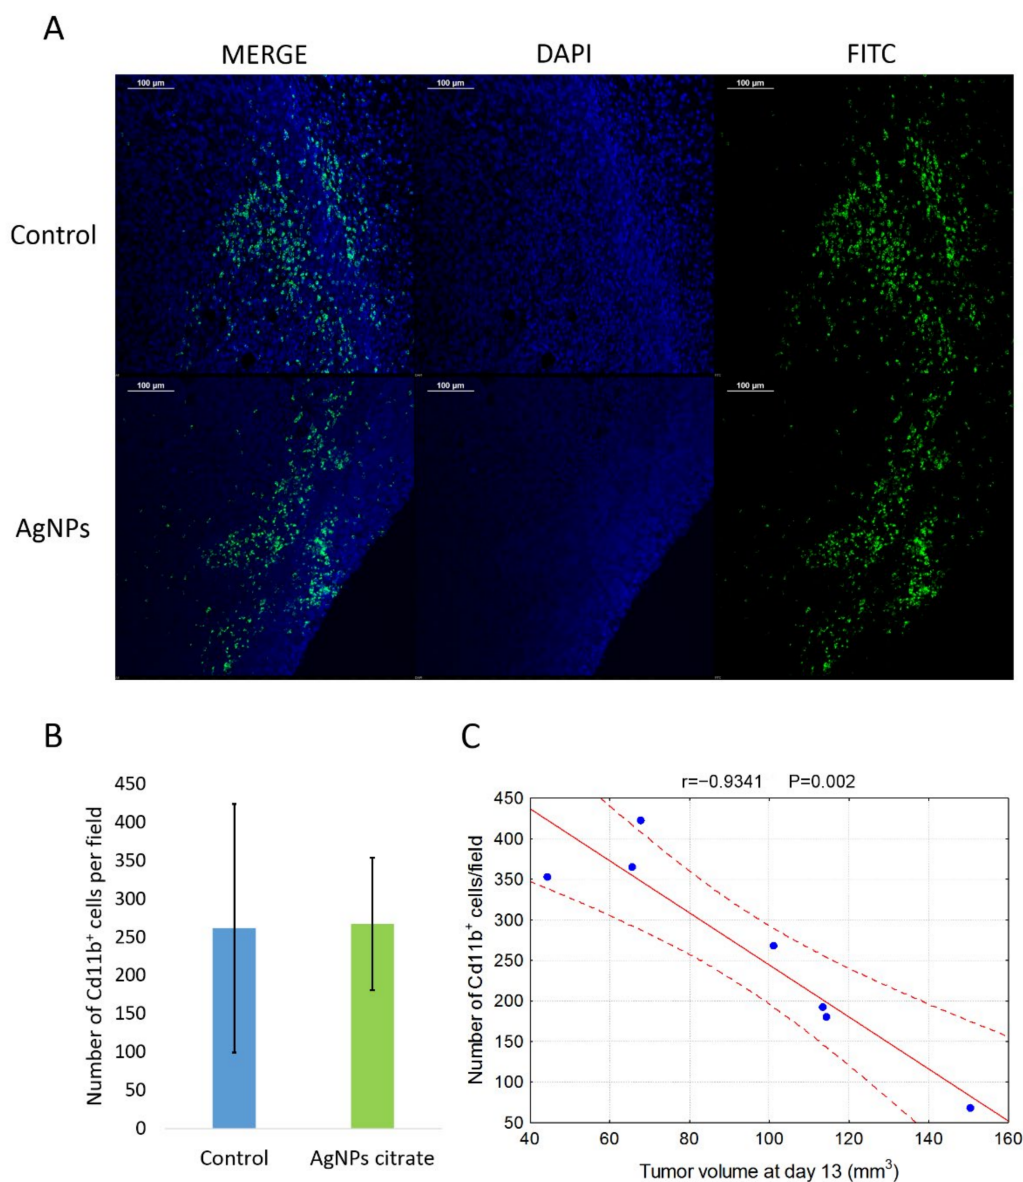 A
MERGE DAPI FITC
100 µm 100 µm 100 µm
Control
100 µm 100 µm 100 µm
AgNPs
B
C
r=−0.9341 P=0.002
Number of Cd11b⁺ cells per field
450
400
350
300
250
200
150
100
50
0
Control AgNPs citrate
Number of Cd11b⁺ cells/field
450
400
350
300
250
200
150
100
50
40 60 80 100 120 140 160
Tumor volume at day 13 (mm³)